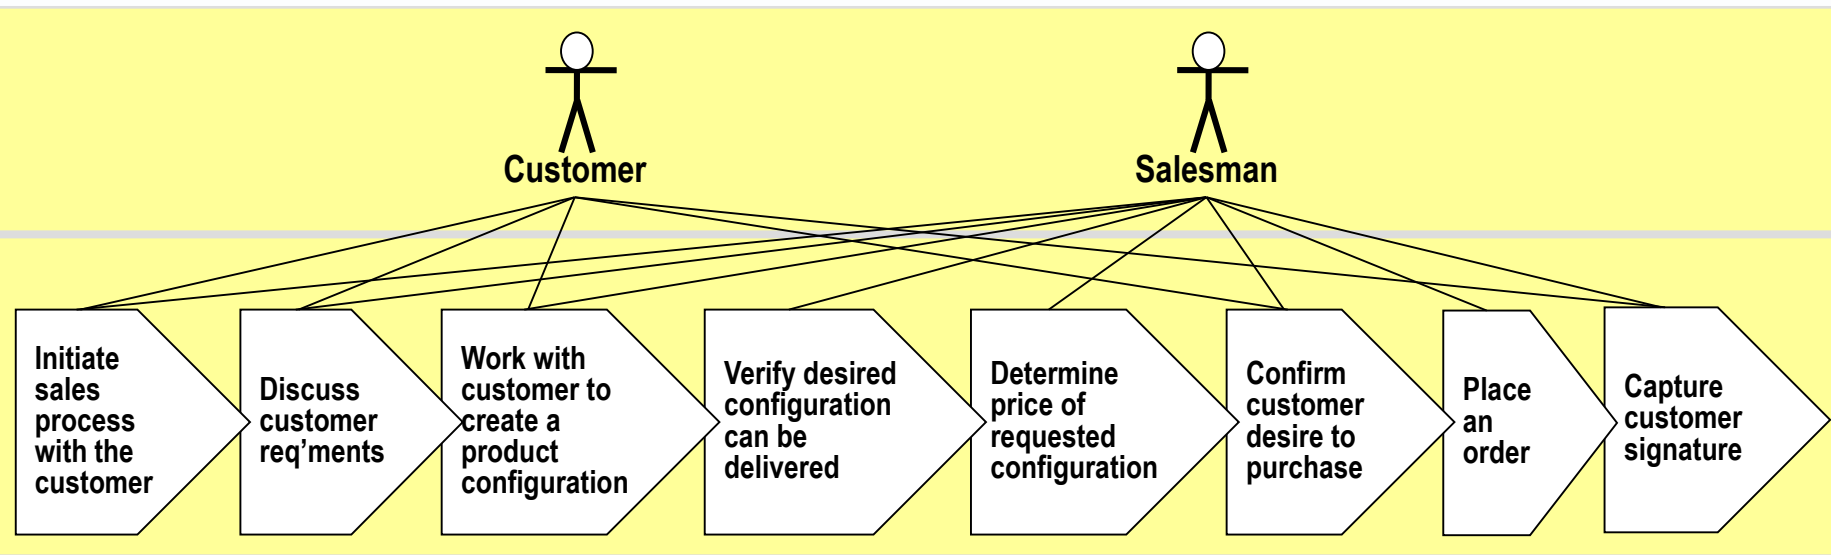 Customer
Salesman
Initiate
sales
process
with the
customer
Discuss
customer
req’ments
Work with
customer to
create a
product
configuration
Verify desired
configuration
can be
delivered
Determine
price of
requested
configuration
Confirm
customer
desire to
purchase
Place
an
order
Capture
customer
signature